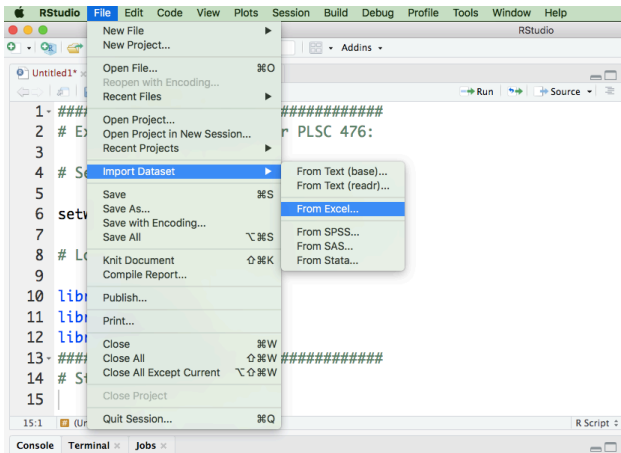 RStudio File Edit Code View Plots Session Build Debug Profile Tools Window Help
RStudio
New File
New Project...
Addins
Open File... ⌘O
Reopen with Encoding...
Recent Files
Open Project...
Open Project in New Session...
Recent Projects
Import Dataset
From Text (base)...
From Text (readr)...
From Excel...
From SPSS...
From SAS...
From Stata...
Save ⌘S
Save As...
Save with Encoding...
Save All ⌥⌘S
Knit Document ⇧⌘K
Compile Report...
Publish...
Print...
Close ⌘W
Close All ⇧⌘W
Close All Except Current ⌥⇧⌘W
Close Project
Quit Session... ⌘Q
Untitled1*
Run Source
1 #### ############
2 # Ex r PLSC 476:
3
4 # Se
5
6 setw
7
8 # Lo
9
10 libr
11 libr
12 libr
13 #### ############
14 # St
15
15:1 (Un R Script
Console Terminal Jobs